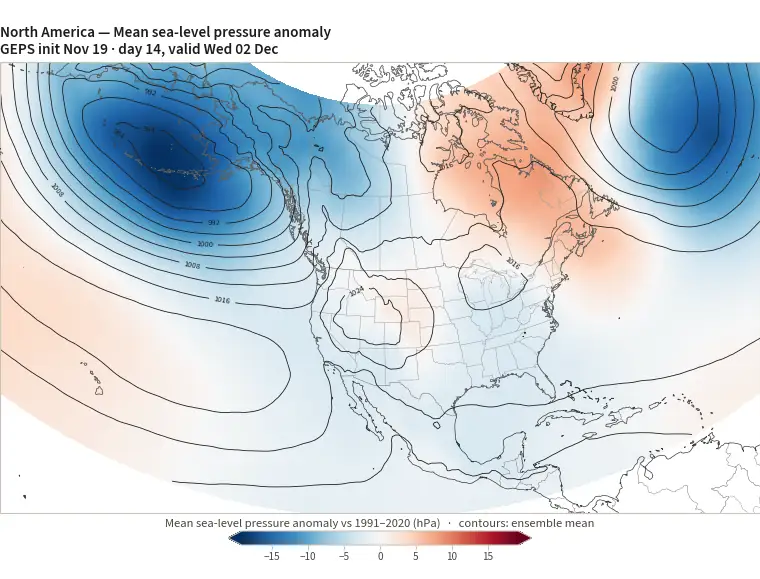 North America — Mean sea-level pressure anomaly
GEPS init Nov 19 · day 14, valid Wed 02 Dec
992
1000
1008
992
1000
1008
1016
1016
1024
Mean sea-level pressure anomaly vs 1991–2020 (hPa) · contours: ensemble mean
−15 −10 −5 0 5 10 15